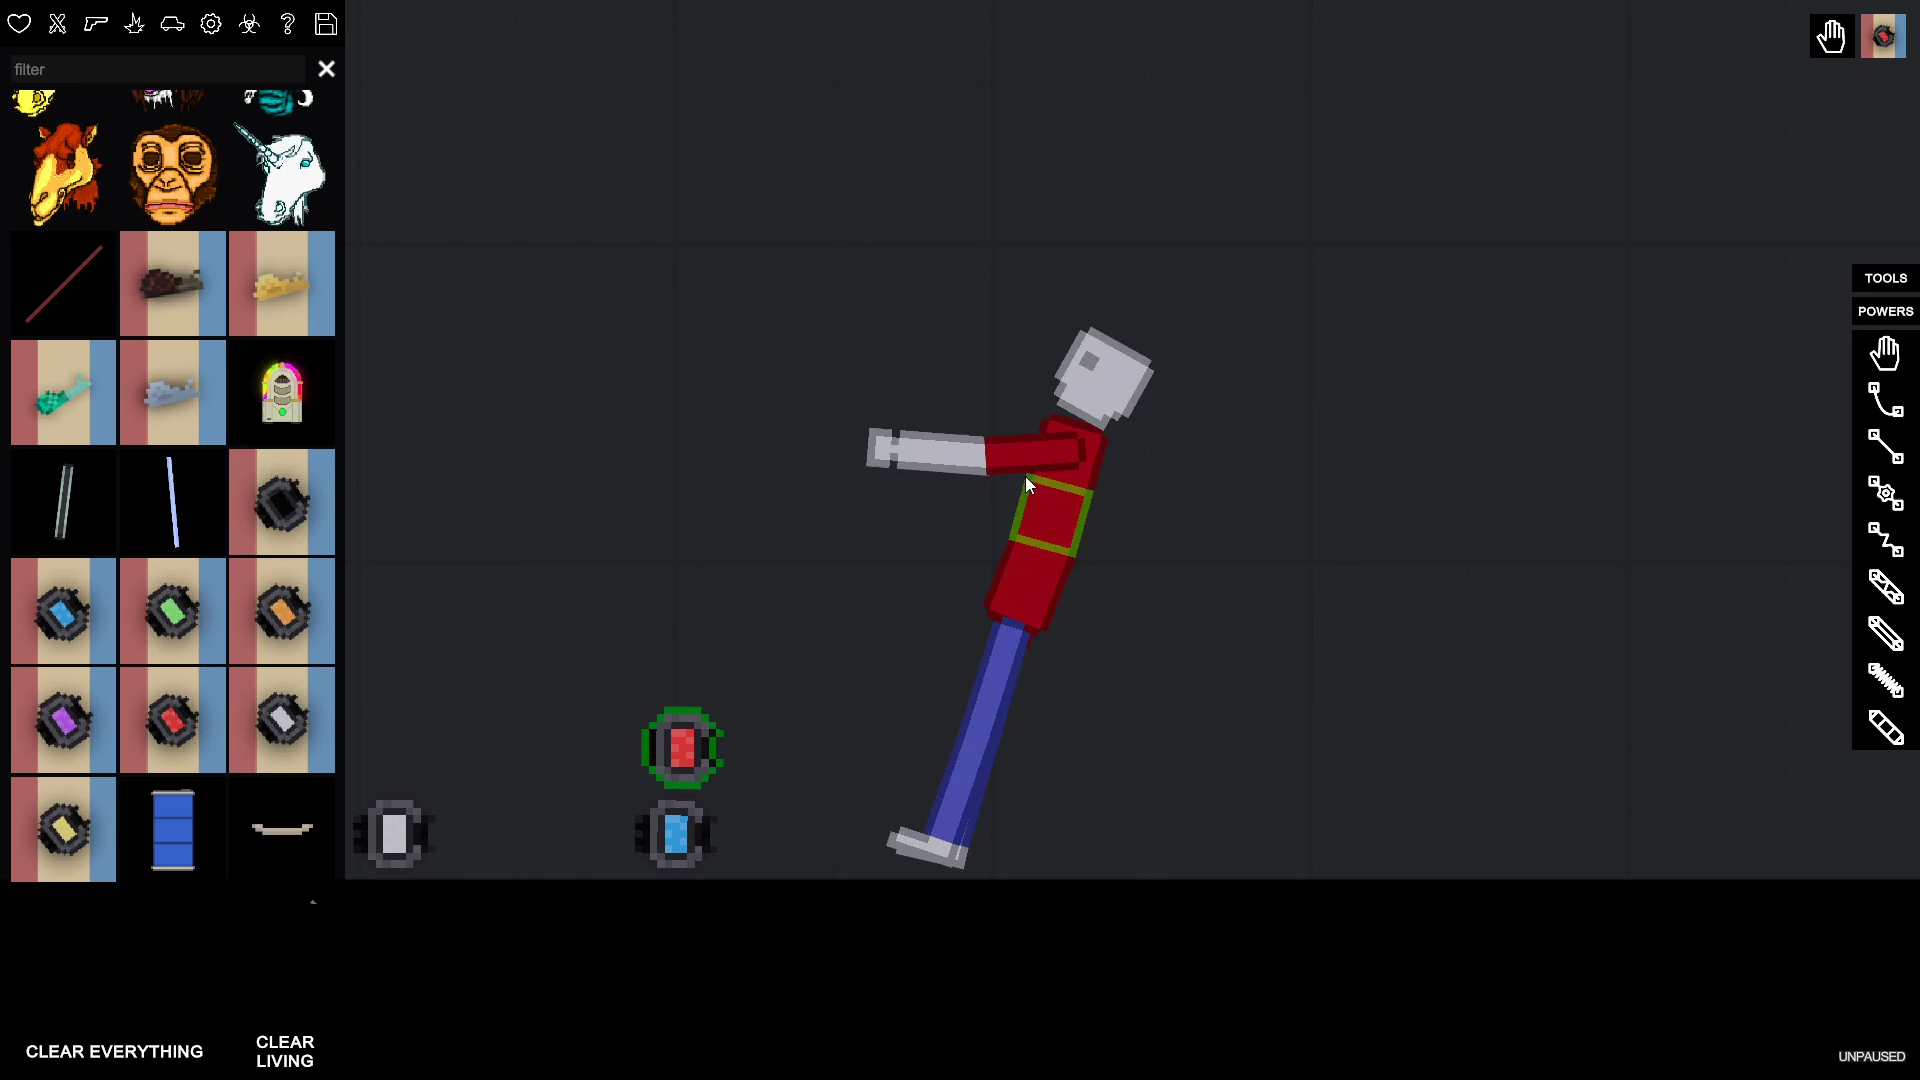 filter
TOOLS
POWERS
CLEAR EVERYTHING
CLEAR
LIVING
UNPAUSED